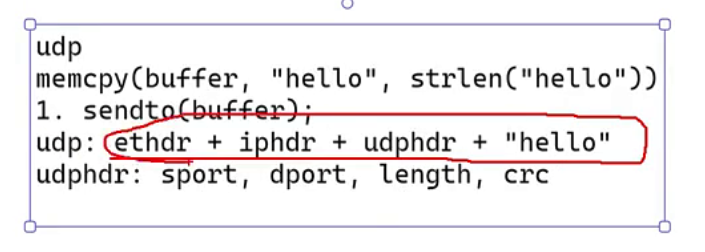 udp
memcpy(buffer, "hello", strlen("hello"))
1. sendto(buffer);
udp: ethdr + iphdr + udphdr + "hello"
udphdr: sport, dport, length, crc